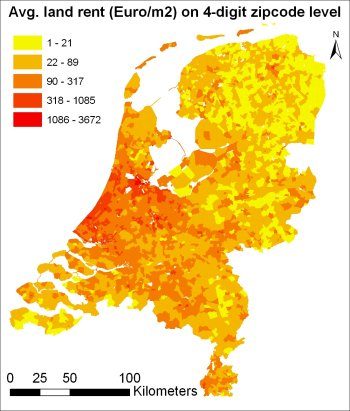 Avg. land rent (Euro/m2) on 4-digit zipcode level
1 - 21
22 - 89
90 - 317
318 - 1085
1086 - 3672
N
0 25 50 100
Kilometers